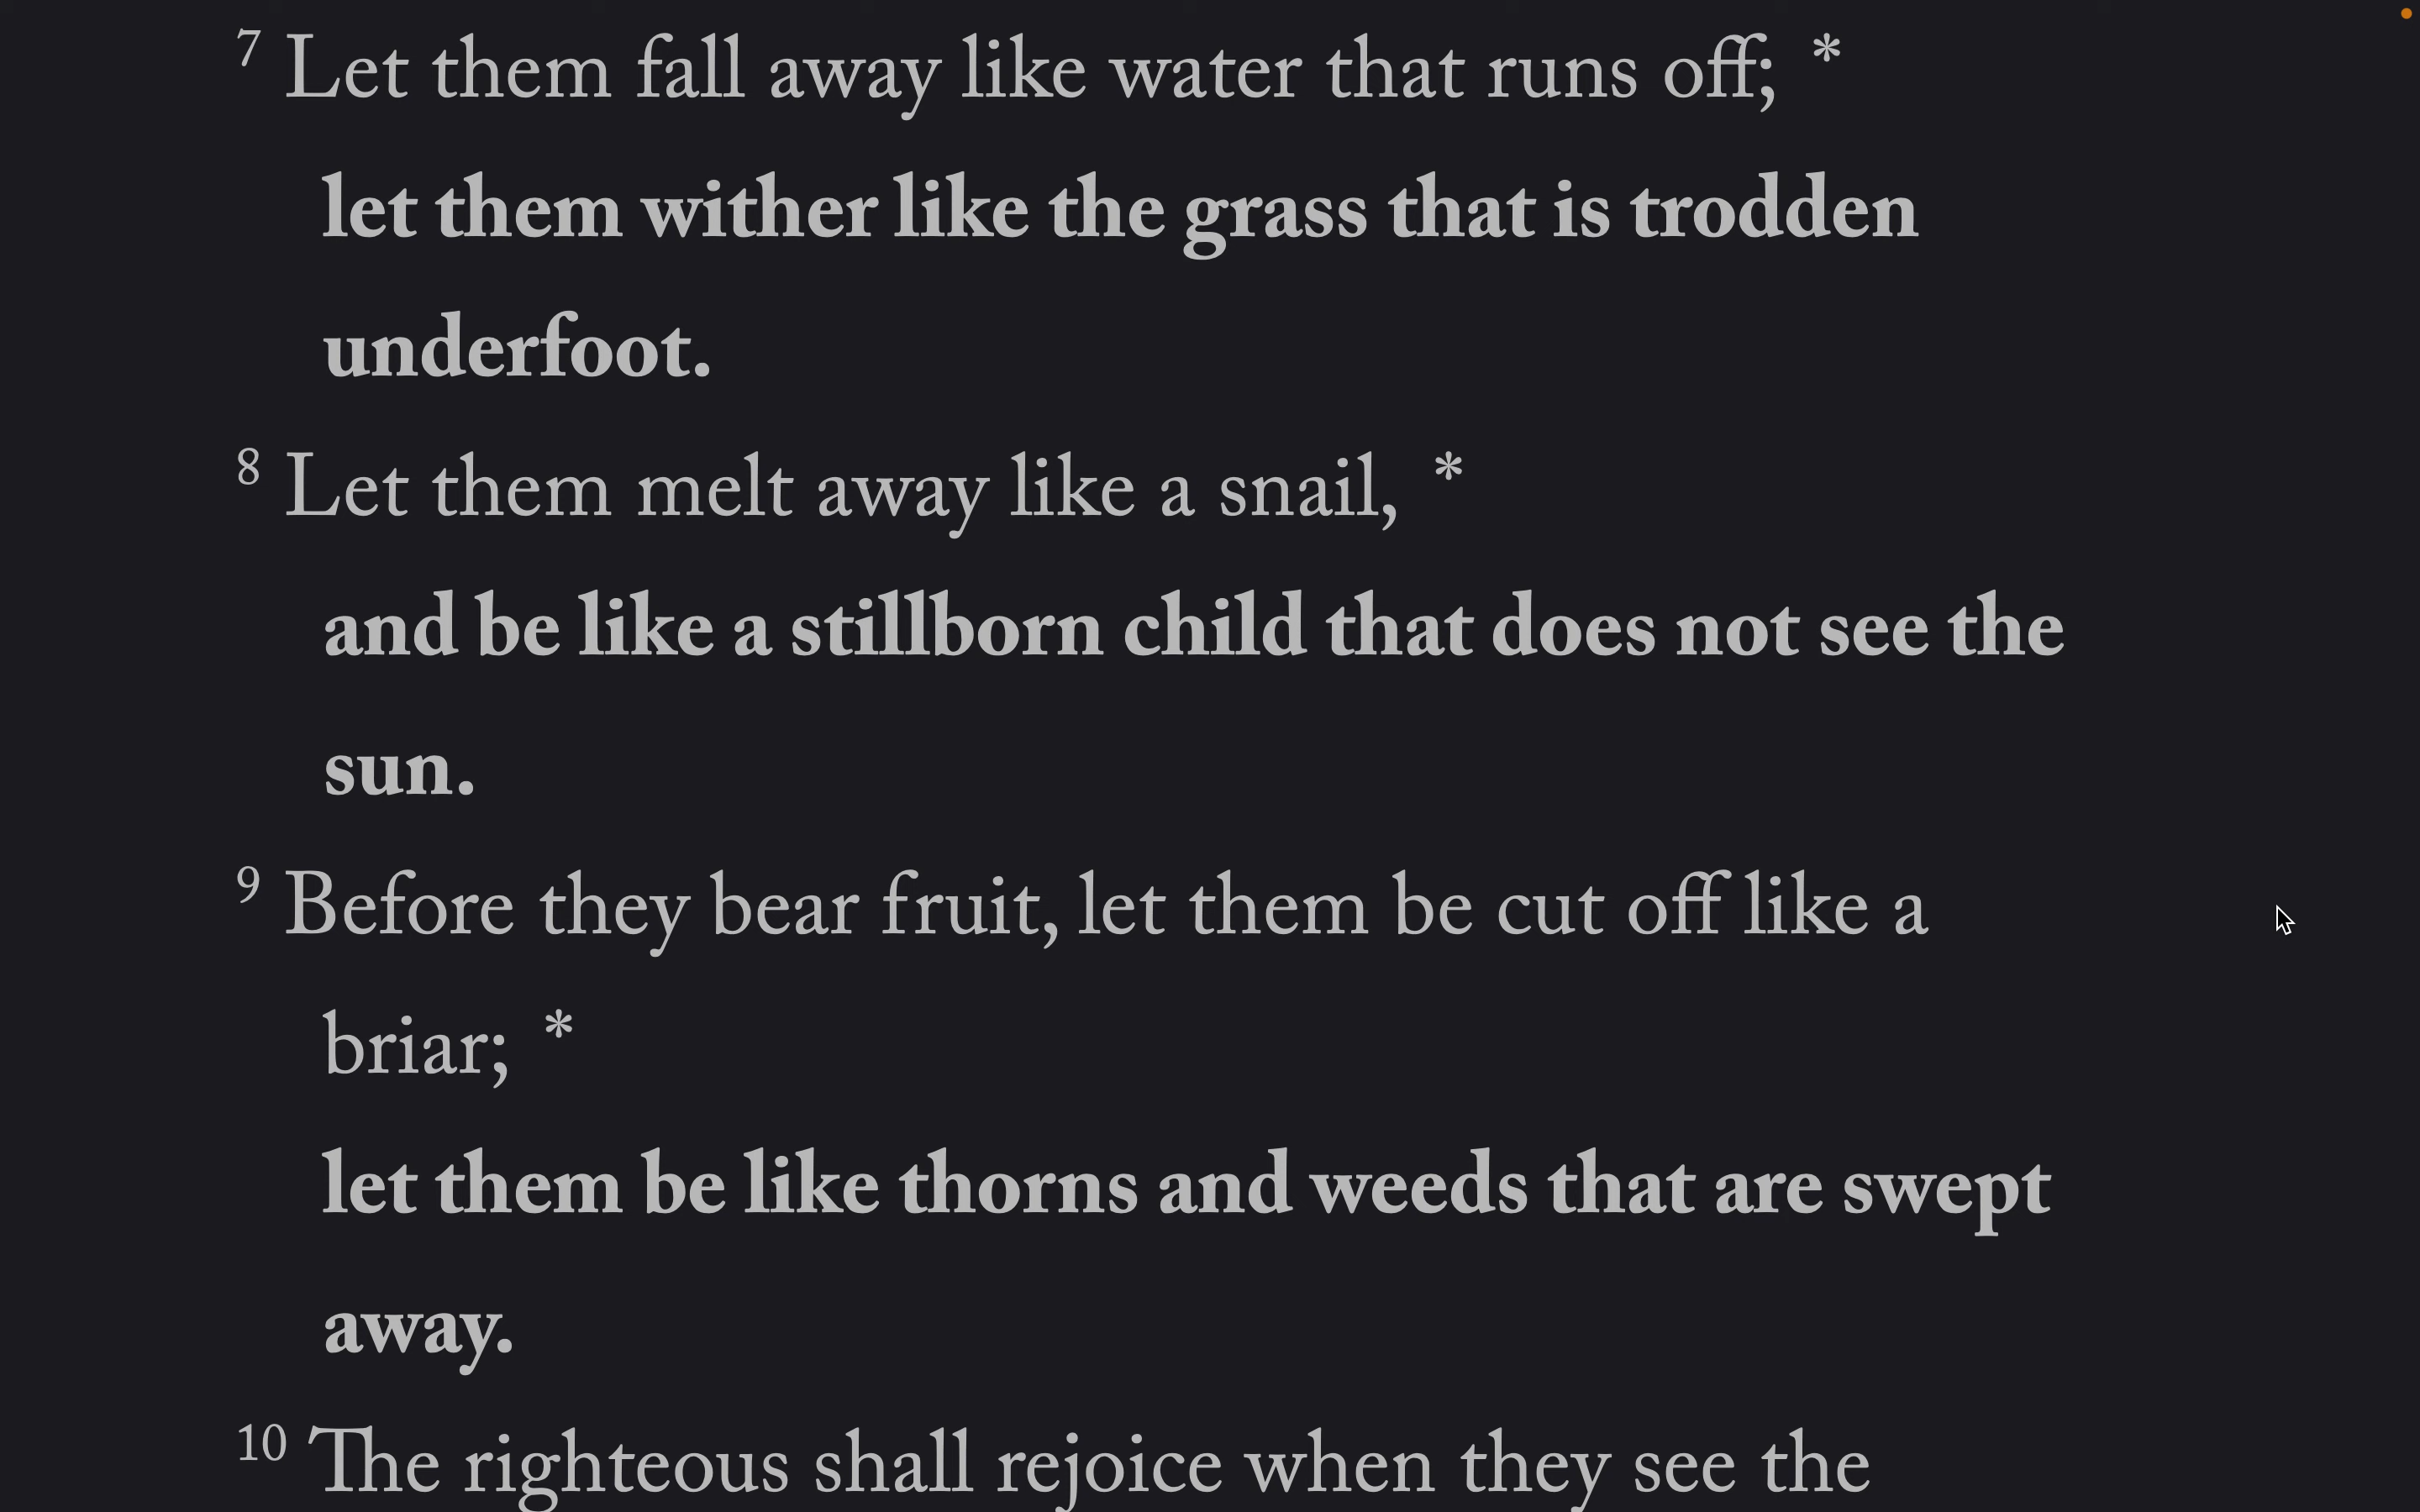 7 Let them fall away like water that runs off; *
let them wither like the grass that is trodden
underfoot.
8 Let them melt away like a snail, *
and be like a stillborn child that does not see the
sun.
9 Before they bear fruit, let them be cut off like a
briar; *
let them be like thorns and weeds that are swept
away.
10 The righteous shall rejoice when they see the